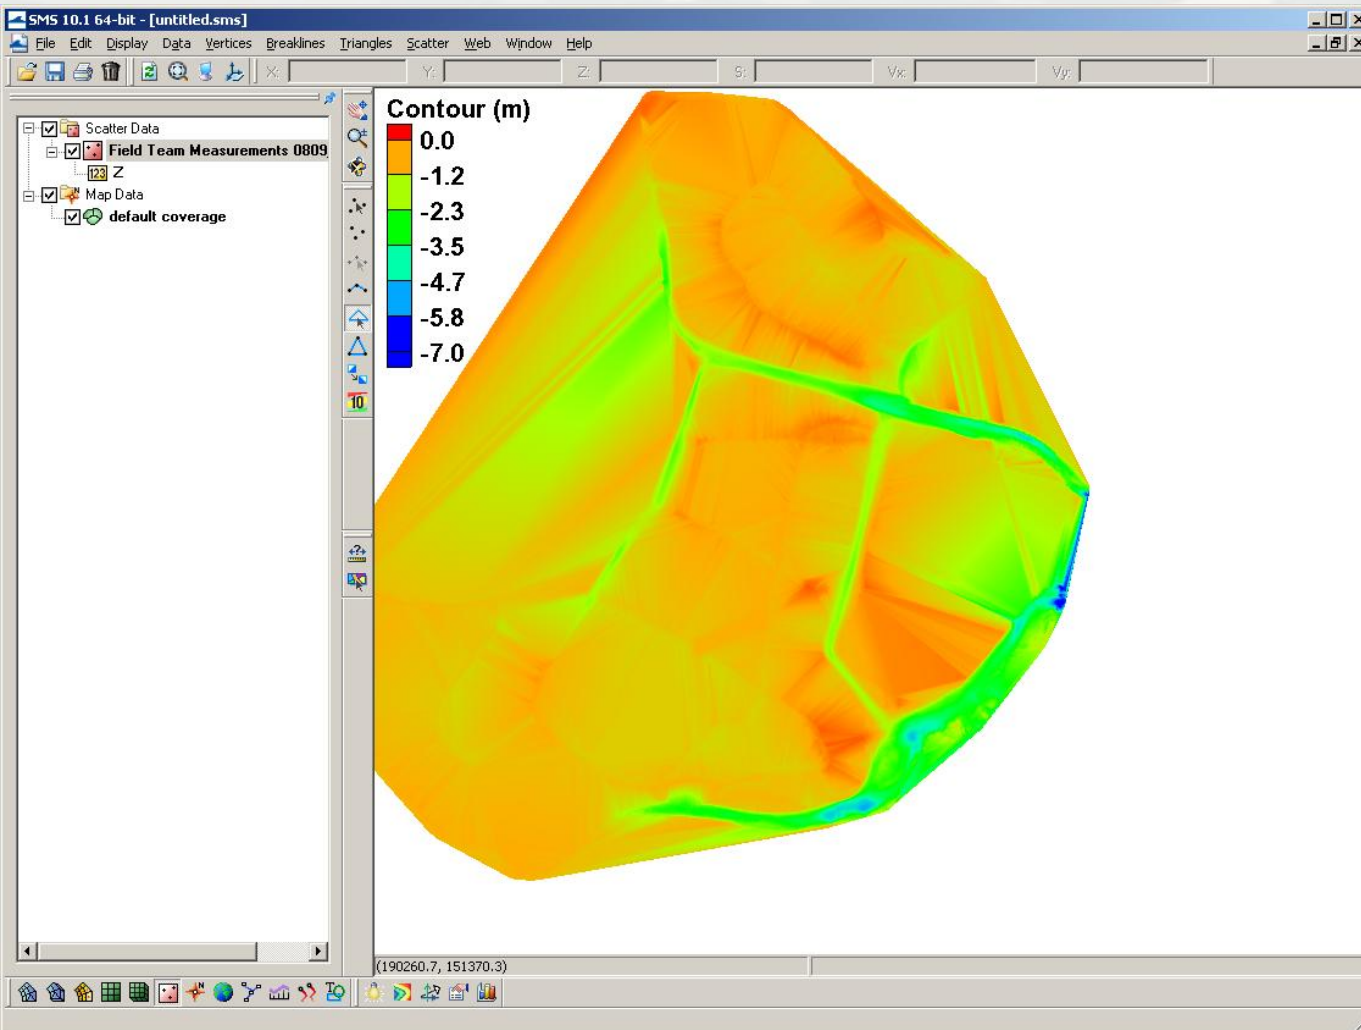 SMS 10.1 64-bit - [untitled.sms]
File Edit Display Data Vertices Breaklines Triangles Scatter Web Window Help
X: Y: Z: S: Vx: Vy:
Scatter Data
Field Team Measurements 0809
123 Z
Map Data
default coverage
10
Contour (m)
0.0
-1.2
-2.3
-3.5
-4.7
-5.8
-7.0
(190260.7, 151370.3)